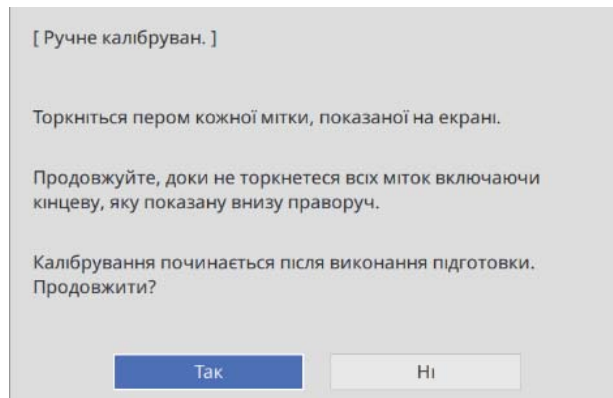 [ Ручне калібруван. ]
Торкніться пером кожної мітки, показаної на екрані.
Продовжуйте, доки не торкнетеся всіх міток включаючи
кінцеву, яку показану внизу праворуч.
Калібрування починається після виконання підготовки.
Продовжити?
Так
Ні